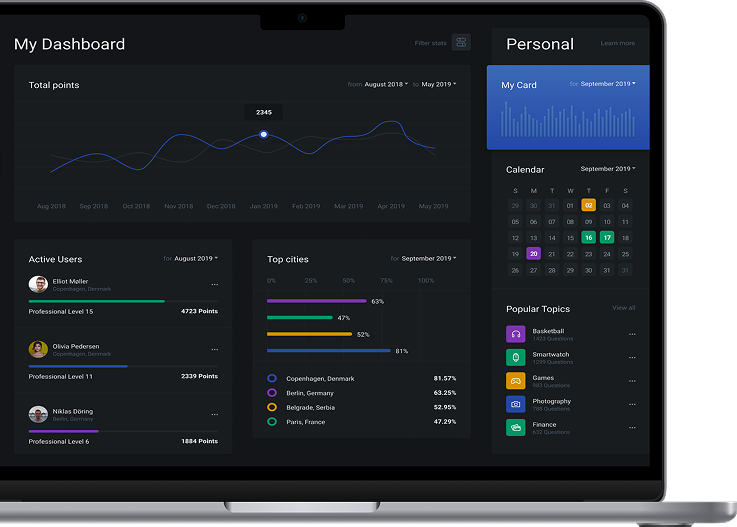 My Dashboard
Filter stats
Total points
from August 2018 to May 2019
2345
Aug 2018 Sep 2018 Oct 2018 Nov 2018 Dec 2018 Jan 2019 Feb 2019 Mar 2019 Apr 2019 May 2019
Active Users
for August 2019
Elliot Møller
Copenhagen, Denmark
Professional Level 15 4723 Points
Olivia Pedersen
Copenhagen, Denmark
Professional Level 11 2339 Points
Niklas Döring
Berlin, Germany
Professional Level 6 1884 Points
Top cities
for September 2019
0% 25% 50% 75% 100%
63%
47%
52%
81%
Copenhagen, Denmark 81.57%
Berlin, Germany 63.25%
Belgrade, Serbia 52.95%
Paris, France 47.29%
Personal
Learn more
My Card
for September 2019
Calendar
September 2019
S M T W T F S
29 30 31 01 02 03 04
05 06 07 08 09 10 11
12 13 14 15 16 17 18
19 20 21 22 23 24 25
26 27 28 29 30 31 31
Popular Topics
View all
Basketball
1423 Questions
Smartwatch
1299 Questions
Games
983 Questions
Photography
788 Questions
Finance
632 Questions